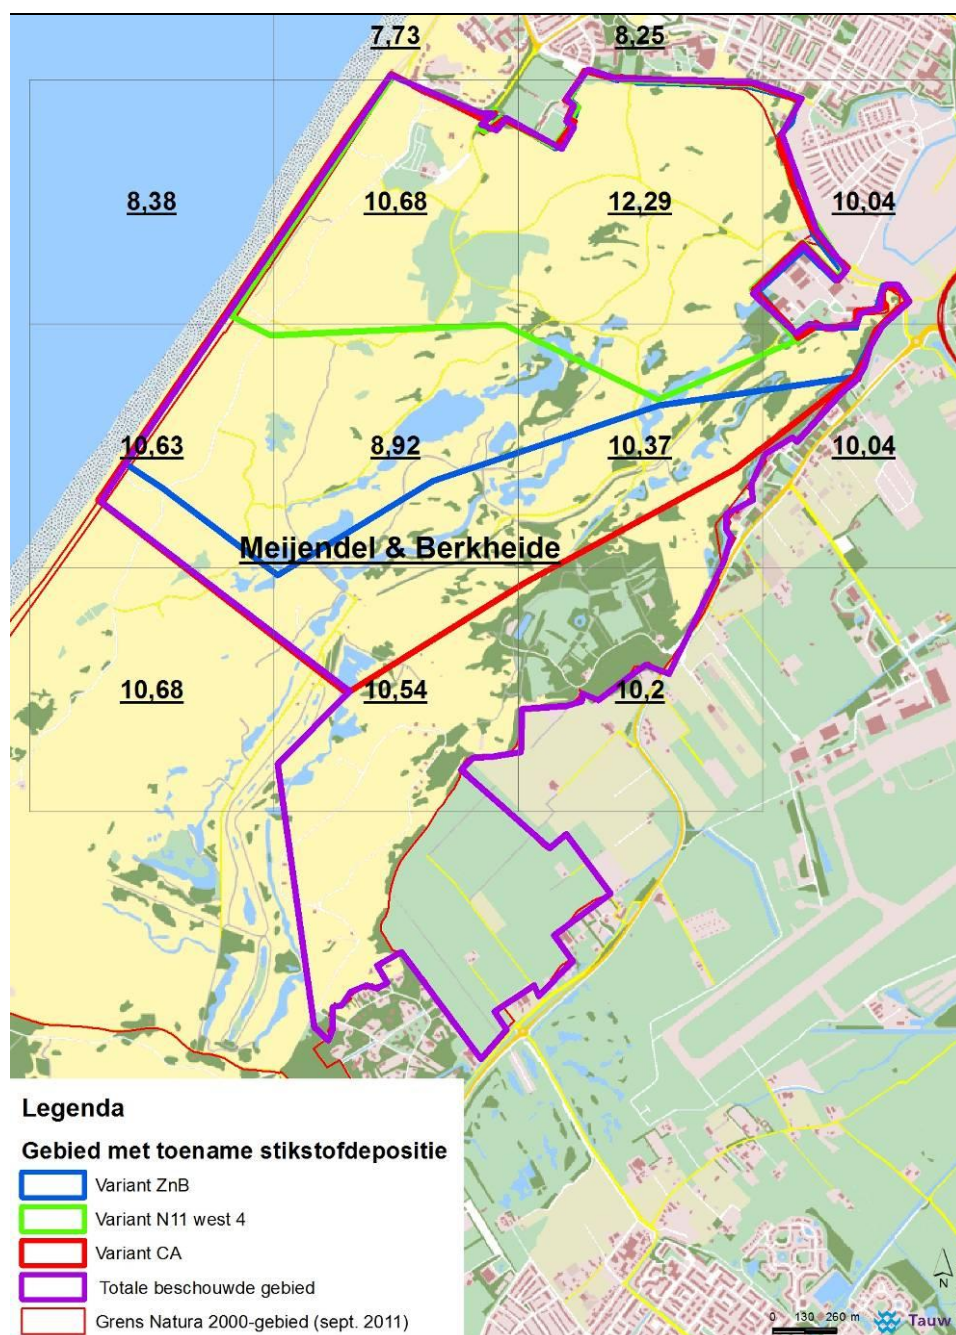 7,73 8,25
8,38 10,68 12,29 10,04
10,63 8,92 10,37 10,04
Meijendel & Berkheide
10,68 10,54 10,2
Legenda
Gebied met toename stikstofdepositie
Variant ZnB
Variant N11 west 4
Variant CA
Totale beschouwde gebied
Grens Natura 2000-gebied (sept. 2011)
N
0 130 260 m
Tauw